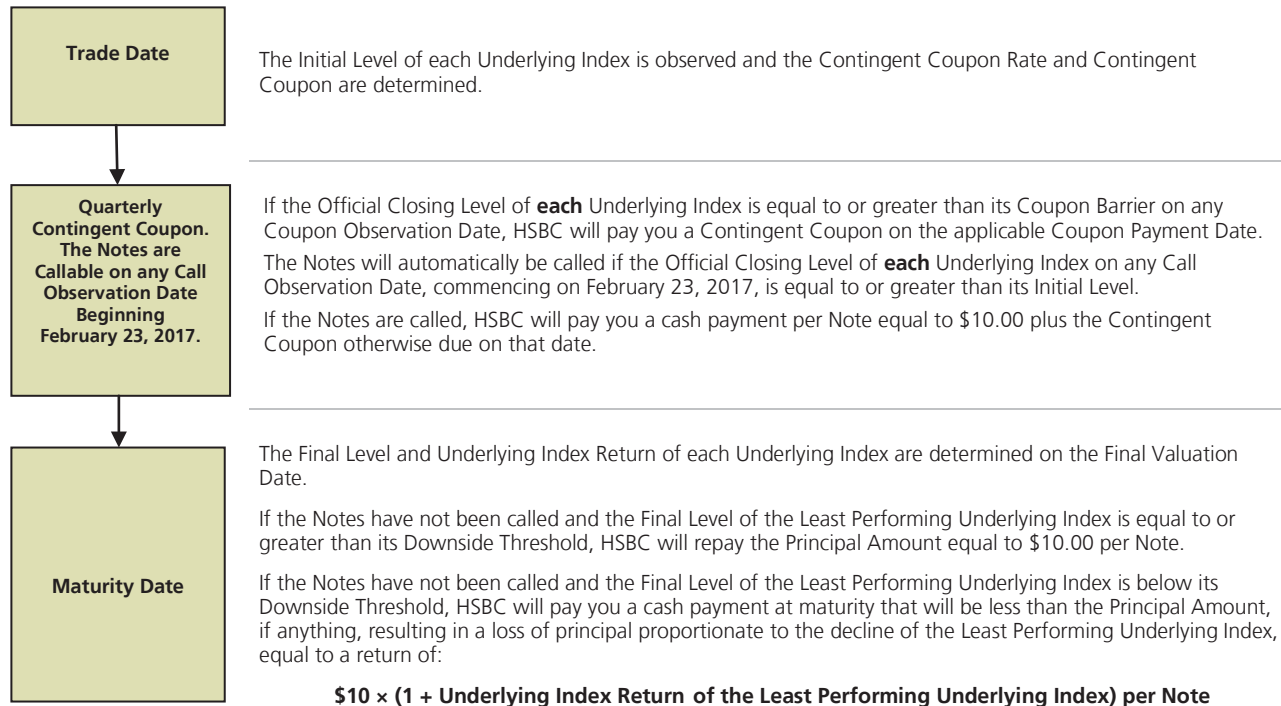 Trade Date
The Initial Level of each Underlying Index is observed and the Contingent Coupon Rate and Contingent
Coupon are determined.
Quarterly
Contingent Coupon.
The Notes are
Callable on any Call
Observation Date
Beginning
February 23, 2017.
If the Official Closing Level of each Underlying Index is equal to or greater than its Coupon Barrier on any
Coupon Observation Date, HSBC will pay you a Contingent Coupon on the applicable Coupon Payment Date.
The Notes will automatically be called if the Official Closing Level of each Underlying Index on any Call
Observation Date, commencing on February 23, 2017, is equal to or greater than its Initial Level.
If the Notes are called, HSBC will pay you a cash payment per Note equal to $10.00 plus the Contingent
Coupon otherwise due on that date.
Maturity Date
The Final Level and Underlying Index Return of each Underlying Index are determined on the Final Valuation
Date.
If the Notes have not been called and the Final Level of the Least Performing Underlying Index is equal to or
greater than its Downside Threshold, HSBC will repay the Principal Amount equal to $10.00 per Note.
If the Notes have not been called and the Final Level of the Least Performing Underlying Index is below its
Downside Threshold, HSBC will pay you a cash payment at maturity that will be less than the Principal Amount,
if anything, resulting in a loss of principal proportionate to the decline of the Least Performing Underlying Index,
equal to a return of:
$10 × (1 + Underlying Index Return of the Least Performing Underlying Index) per Note